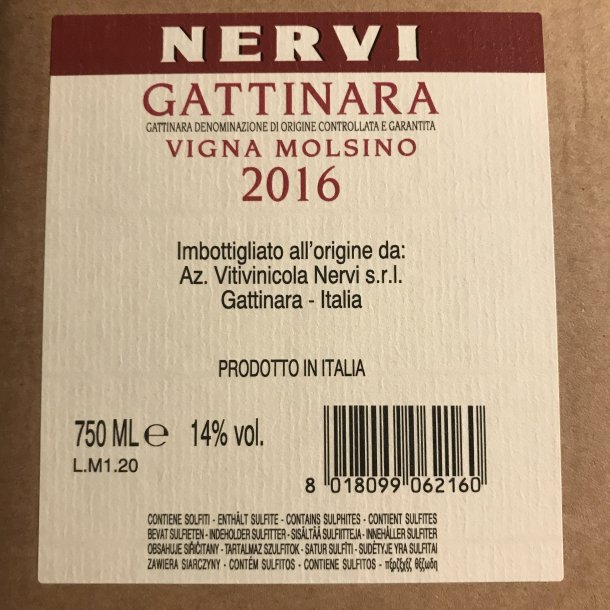 NERVI
GATTINARA
GATTINARA DENOMINAZIONE DI ORIGINE CONTROLLATA E GARANTITA
VIGNA MOLSINO
2016
Imbottigliato all'origine da:
Az. Vitivinicola Nervi s.r.l.
Gattinara - Italia
PRODOTTO IN ITALIA
750 ML ℮ 14% vol.
L.M1.20
8 018099 062160
CONTIENE SOLFITI - ENTHÄLT SULFITE - CONTAINS SULPHITES - CONTIENT SULFITES
BEVAT SULFIETEN - INDEHOLDER SULFITTER - SISÄLTÄÄ SULFIITTEJA - INNEHÅLLER SULFITER
OBSAHUJE SIŘIČITANY - TARTALMAZ SZULFITOK - SATUR SULFĪTI - SUDĖTYJE YRA SULFITAI
ZAWIERA SIARCZYNY - CONTÉM SULFITOS - CONTIENE SULFITOS -